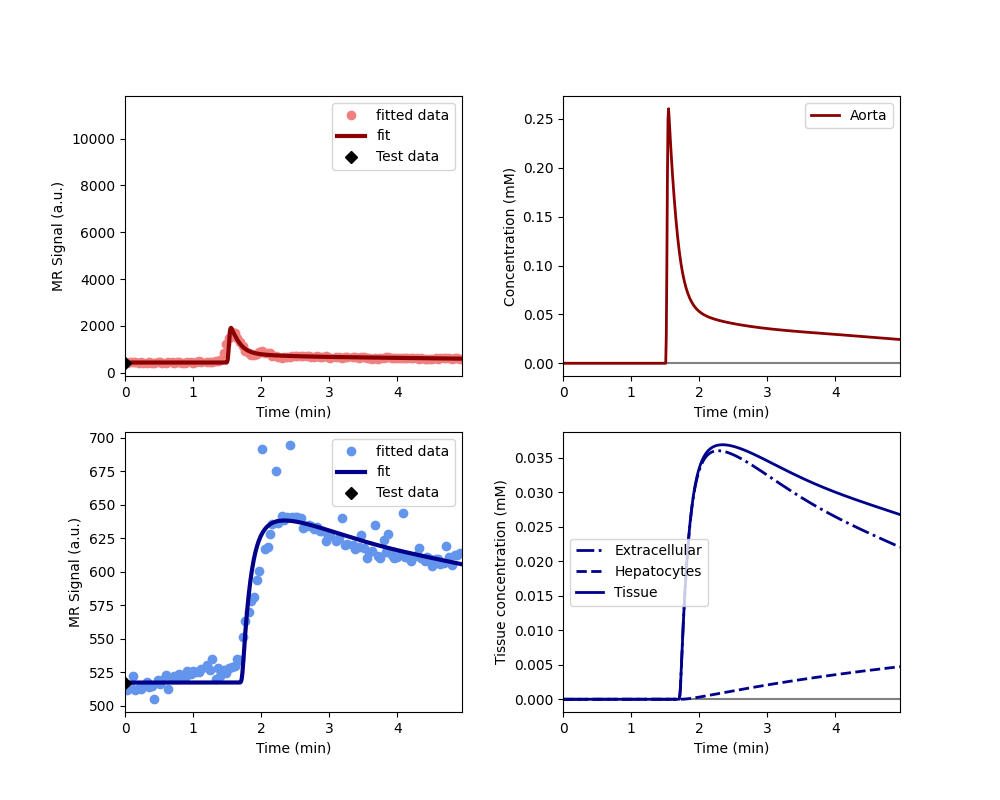 MR Signal (a.u.)
10000
8000
6000
4000
2000
0
fitted data
fit
Test data
0 1 2 3 4
Time (min)
Concentration (mM)
0.25
0.20
0.15
0.10
0.05
0.00
Aorta
0 1 2 3 4
Time (min)
MR Signal (a.u.)
700
675
650
625
600
575
550
525
500
fitted data
fit
Test data
0 1 2 3 4
Time (min)
Tissue concentration (mM)
0.035
0.030
0.025
0.020
0.015
0.010
0.005
0.000
Extracellular
Hepatocytes
Tissue
0 1 2 3 4
Time (min)